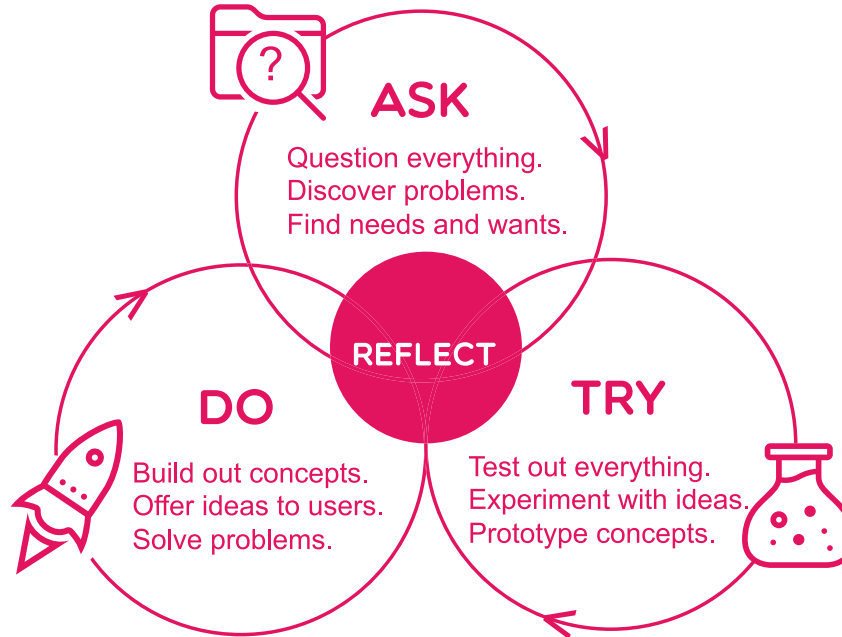 ?
ASK
Question everything.
Discover problems.
Find needs and wants.
REFLECT
DO
Build out concepts.
Offer ideas to users.
Solve problems.
TRY
Test out everything.
Experiment with ideas.
Prototype concepts.